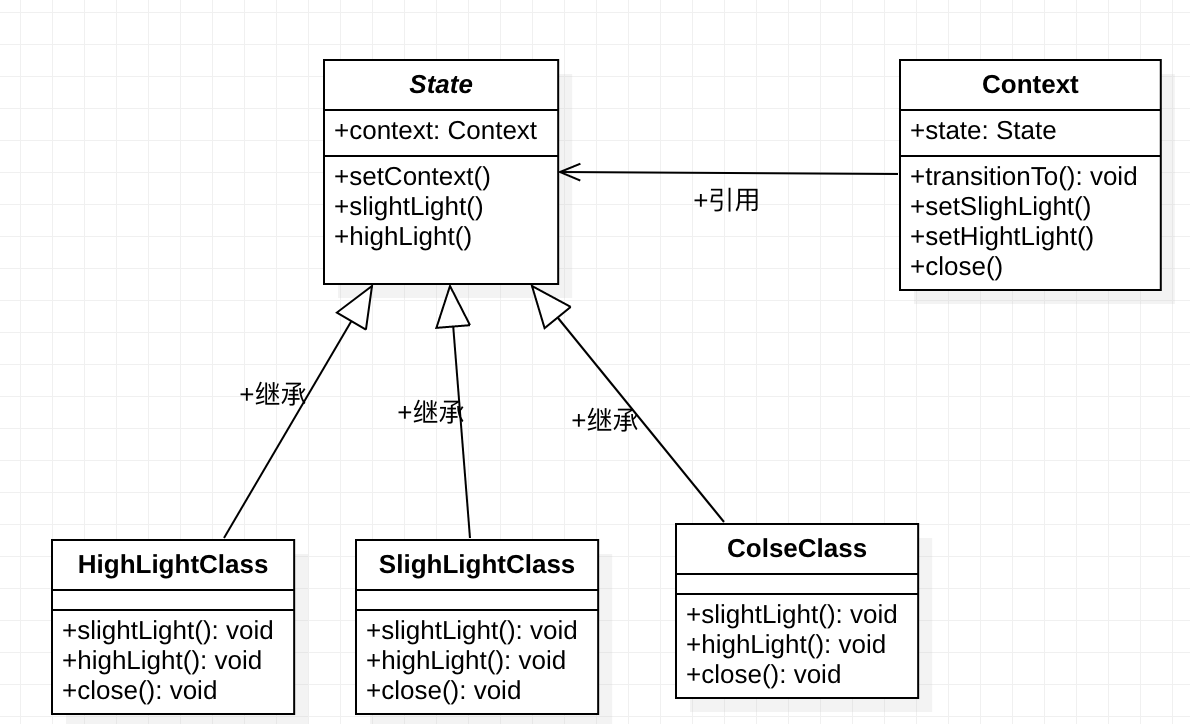 State
+context: Context
+setContext()
+slightLight()
+highLight()
Context
+state: State
+transitionTo(): void
+setSlighLight()
+setHightLight()
+close()
+引用
+继承
+继承
+继承
HighLightClass
+slightLight(): void
+highLight(): void
+close(): void
SlighLightClass
+slightLight(): void
+highLight(): void
+close(): void
ColseClass
+slightLight(): void
+highLight(): void
+close(): void